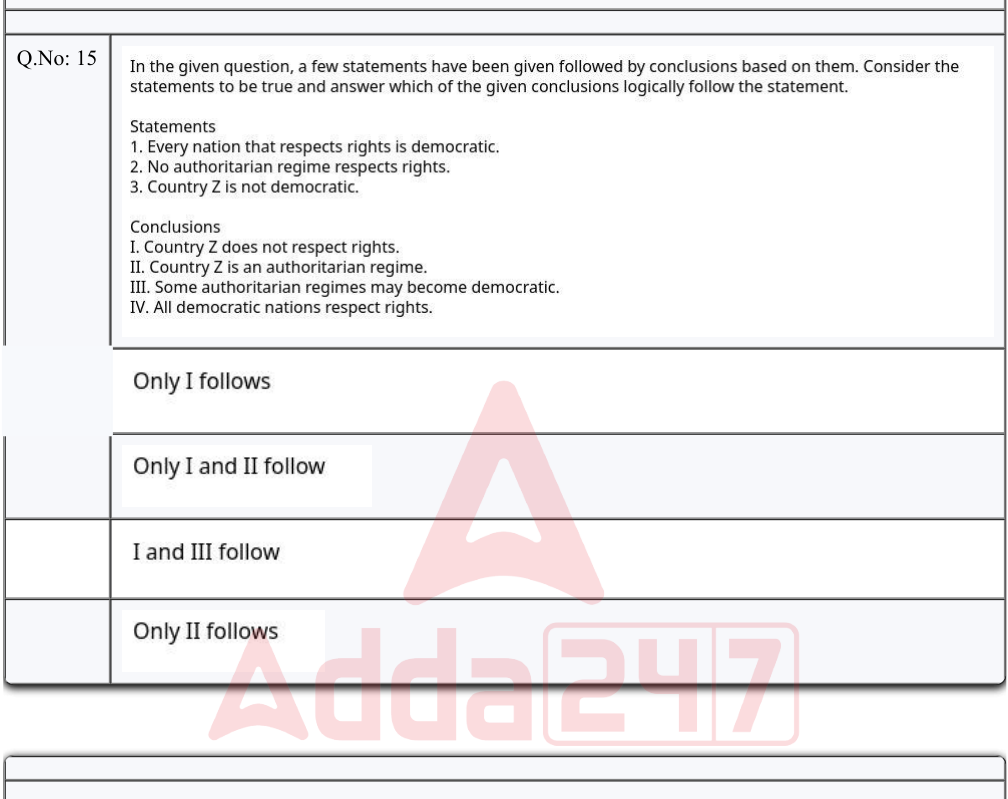 Q.No: 15
In the given question, a few statements have been given followed by conclusions based on them. Consider the
statements to be true and answer which of the given conclusions logically follow the statement.
Statements
1. Every nation that respects rights is democratic.
2. No authoritarian regime respects rights.
3. Country Z is not democratic.
Conclusions
I. Country Z does not respect rights.
II. Country Z is an authoritarian regime.
III. Some authoritarian regimes may become democratic.
IV. All democratic nations respect rights.
Only I follows
Only I and II follow
I and III follow
Only II follows
Adda247